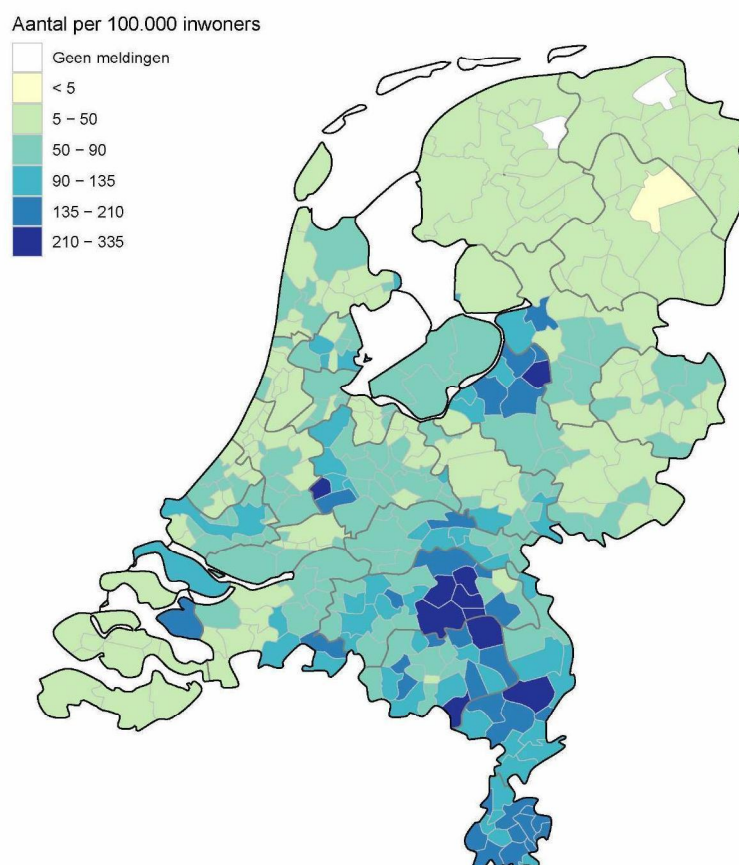 Aantal per 100.000 inwoners
Geen meldingen
< 5
5 – 50
50 – 90
90 – 135
135 – 210
210 – 335